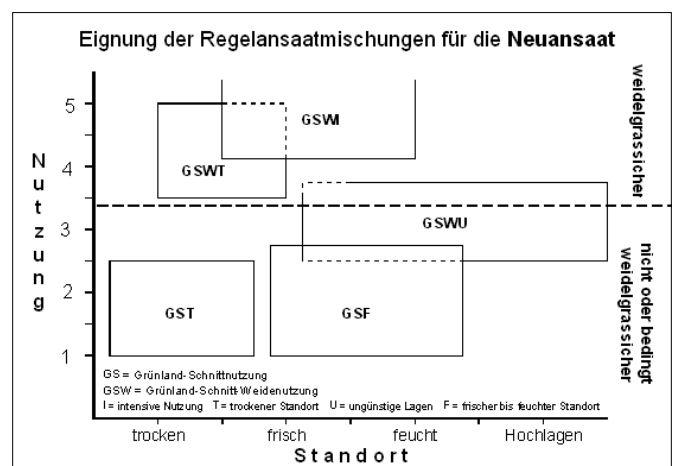 Eignung der Regelansaatmischungen für die Neuansaat
weidelgrassicher
nicht oder bedingt
weidelgrassicher
Nutzung
5
4
3
2
1
GSWI
GSWT
GSWU
GST
GSF
GS = Grünland-Schnittnutzung
GSW = Grünland-Schnitt-Weidenutzung
I = intensive Nutzung T = trockener Standort U = ungünstige Lagen F = frischer bis feuchter Standort
trocken frisch feucht Hochlagen
Standort